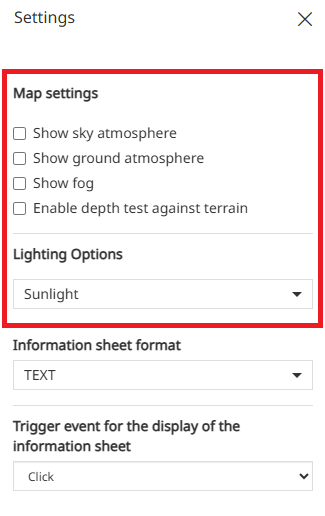 Settings
Map settings
Show sky atmosphere
Show ground atmosphere
Show fog
Enable depth test against terrain
Lighting Options
Sunlight
Information sheet format
TEXT
Trigger event for the display of the
information sheet
Click